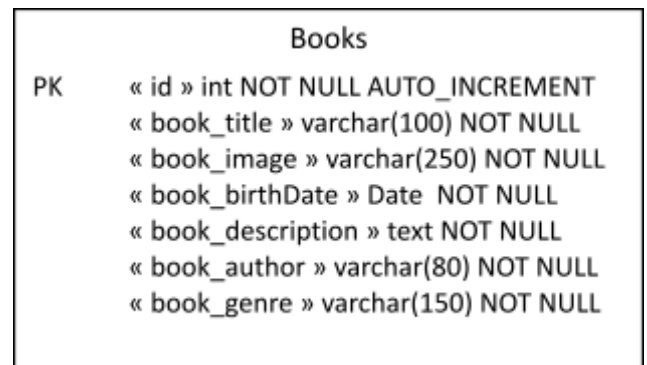 Books
PK « id » int NOT NULL AUTO_INCREMENT
« book_title » varchar(100) NOT NULL
« book_image » varchar(250) NOT NULL
« book_birthDate » Date NOT NULL
« book_description » text NOT NULL
« book_author » varchar(80) NOT NULL
« book_genre » varchar(150) NOT NULL